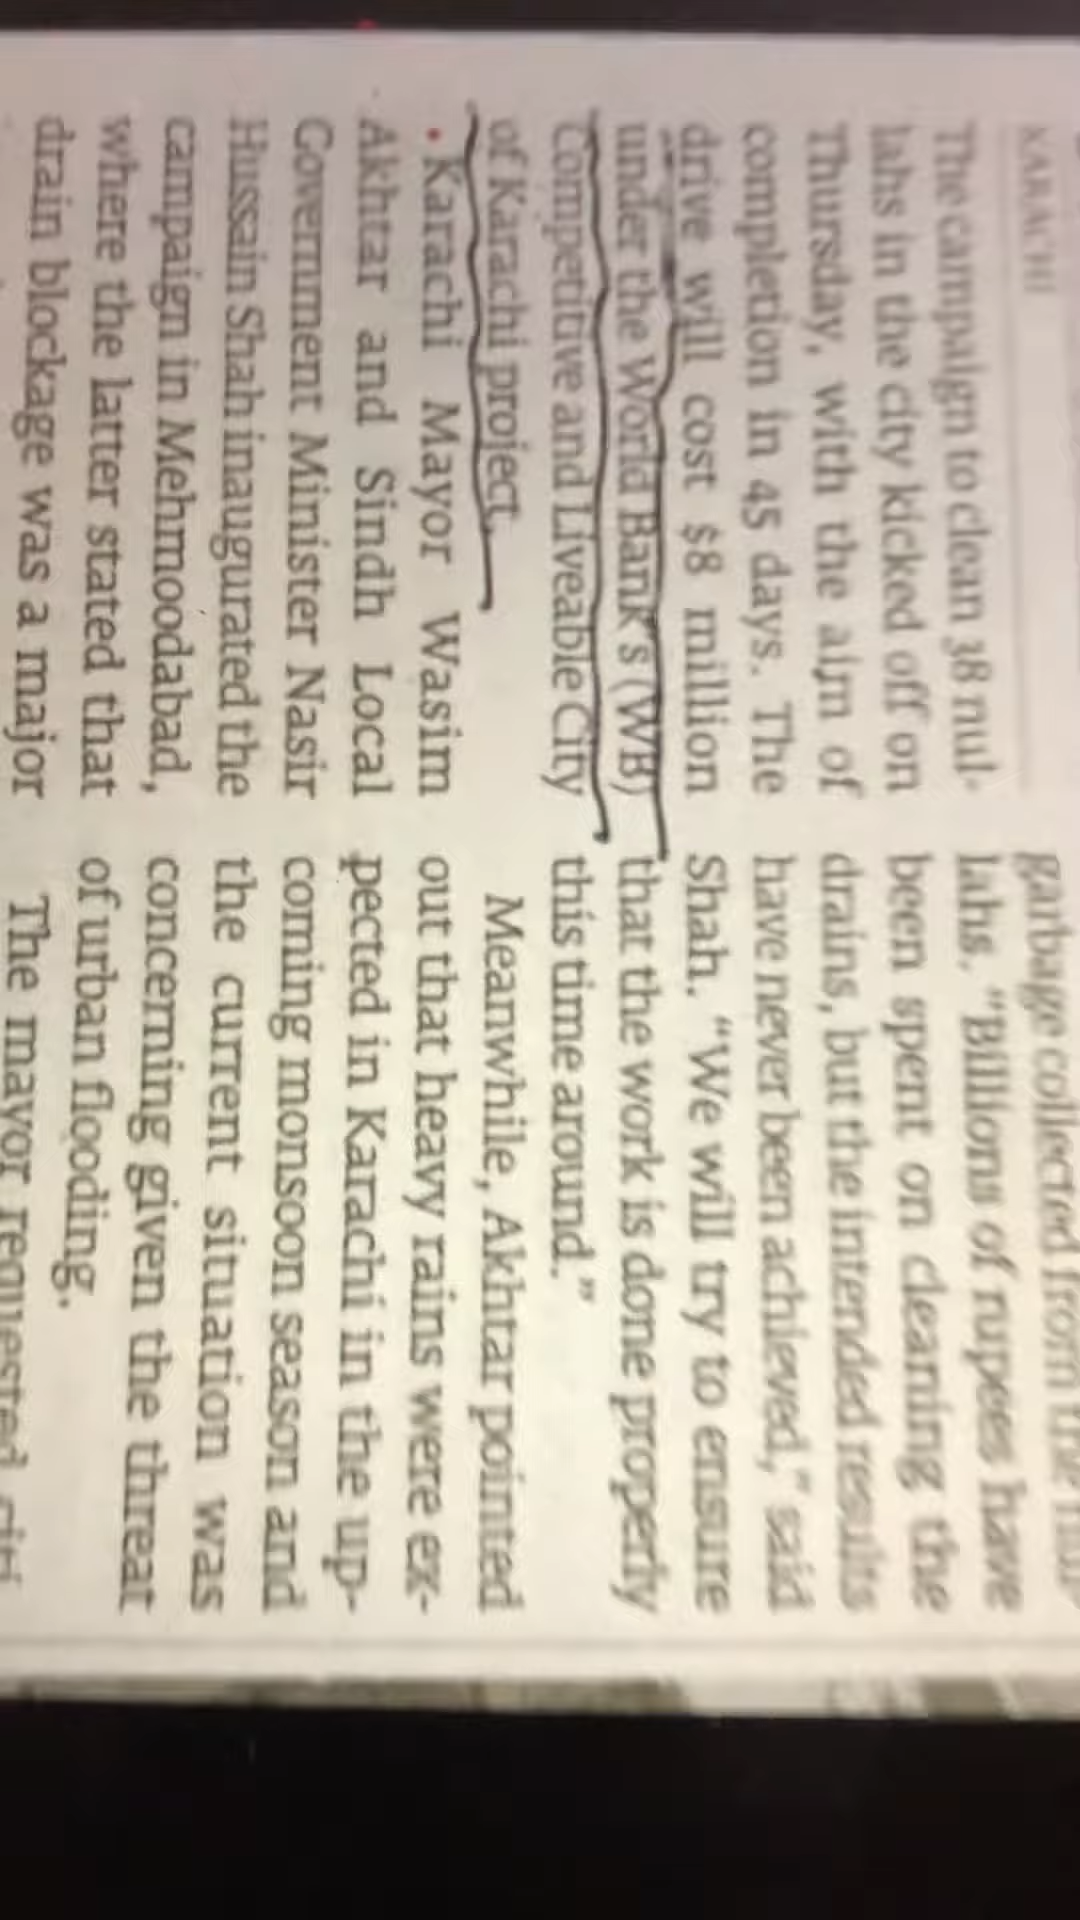 KARACHI
The campaign to clean 38 nul-
lahs in the city kicked off on
Thursday, with the aim of
completion in 45 days. The
drive will cost $8 million
under the World Bank's (WB)
Competitive and Liveable City
of Karachi project.
Karachi Mayor Wasim
Akhtar and Sindh Local
Government Minister Nasir
Hussain Shah inaugurated the
campaign in Mehmoodabad,
where the latter stated that
drain blockage was a major
garbage collected from the nul-
lahs. "Billions of rupees have
been spent on cleaning the
drains, but the intended results
have never been achieved," said
Shah. "We will try to ensure
that the work is done properly
this time around."
Meanwhile, Akhtar pointed
out that heavy rains were ex-
pected in Karachi in the up-
coming monsoon season and
the current situation was
concerning given the threat
of urban flooding.
The mayor requested citi